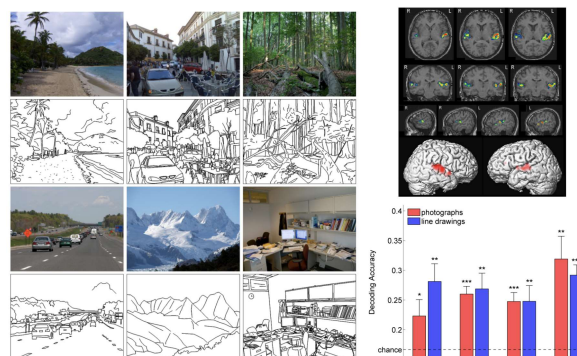 R L R L R L
R L R L R L
R L R
0.4
photographs
line drawings
0.35
0.3
0.25
0.2
Decoding Accuracy
chance
* ** *** ** *** ** ** **